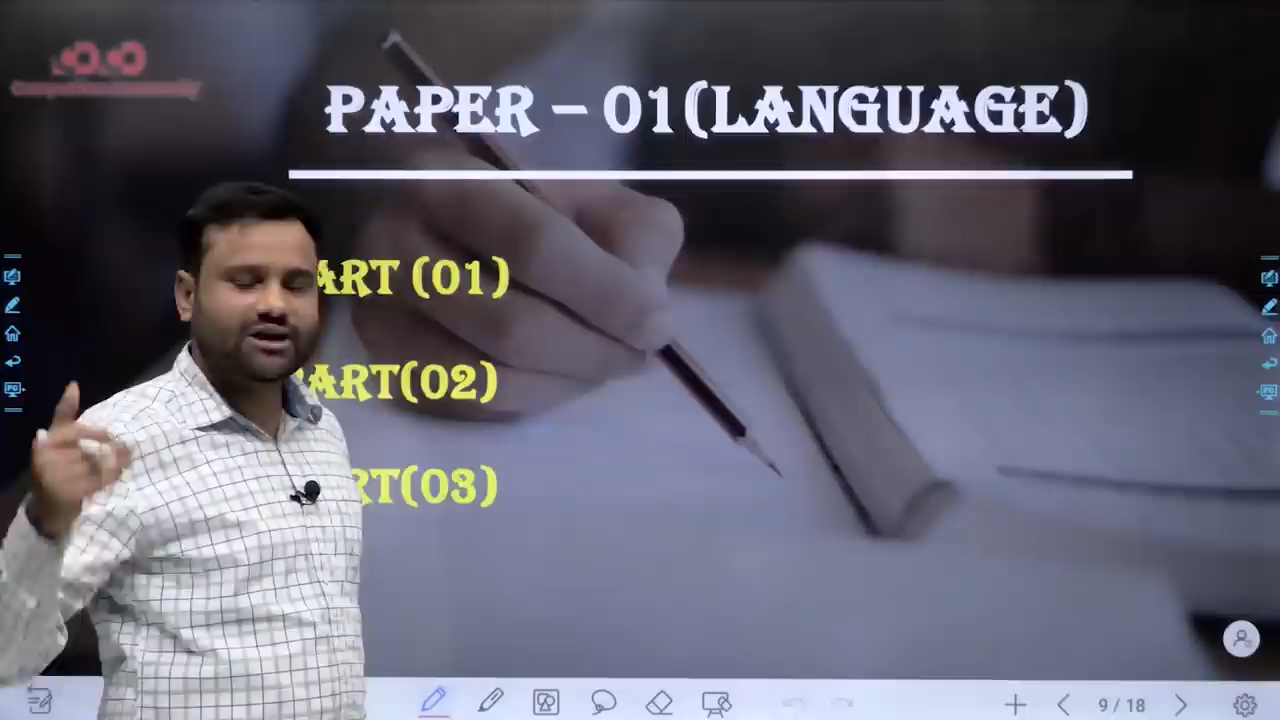 PAPER – 01(LANGUAGE)
ART (01)
ART(02)
RT(03)
9 / 18